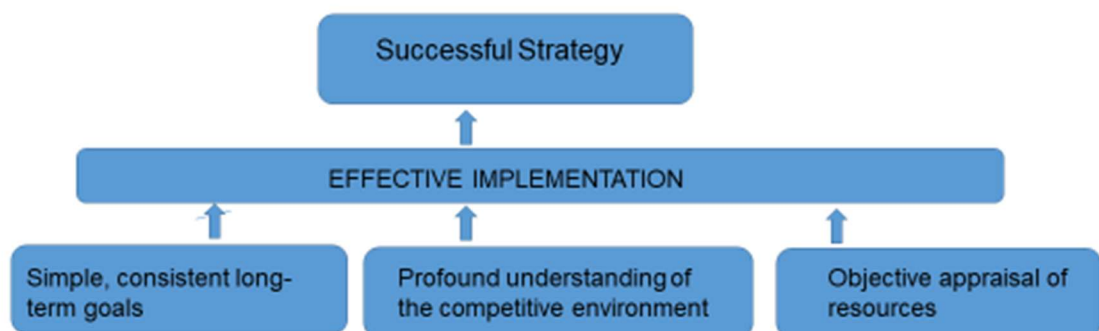 Successful Strategy
EFFECTIVE IMPLEMENTATION
Simple, consistent long-
term goals
Profound understanding of
the competitive environment
Objective appraisal of
resources